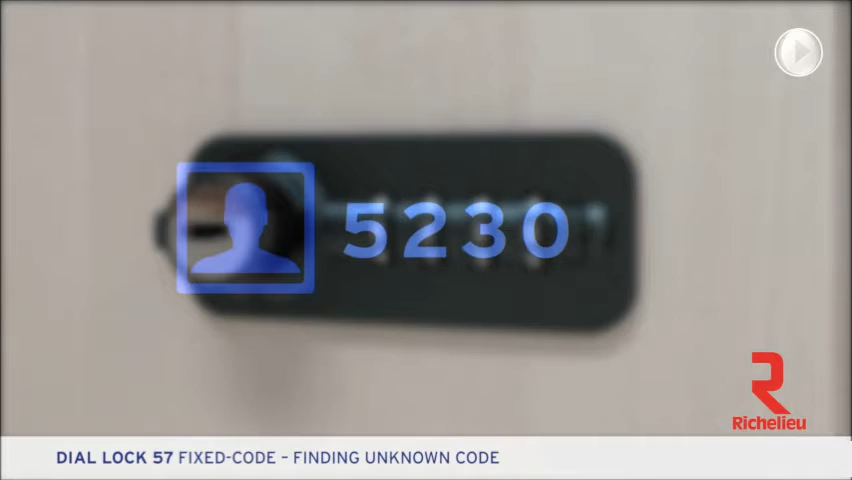 5230
Richelieu
DIAL LOCK 57 FIXED-CODE – FINDING UNKNOWN CODE